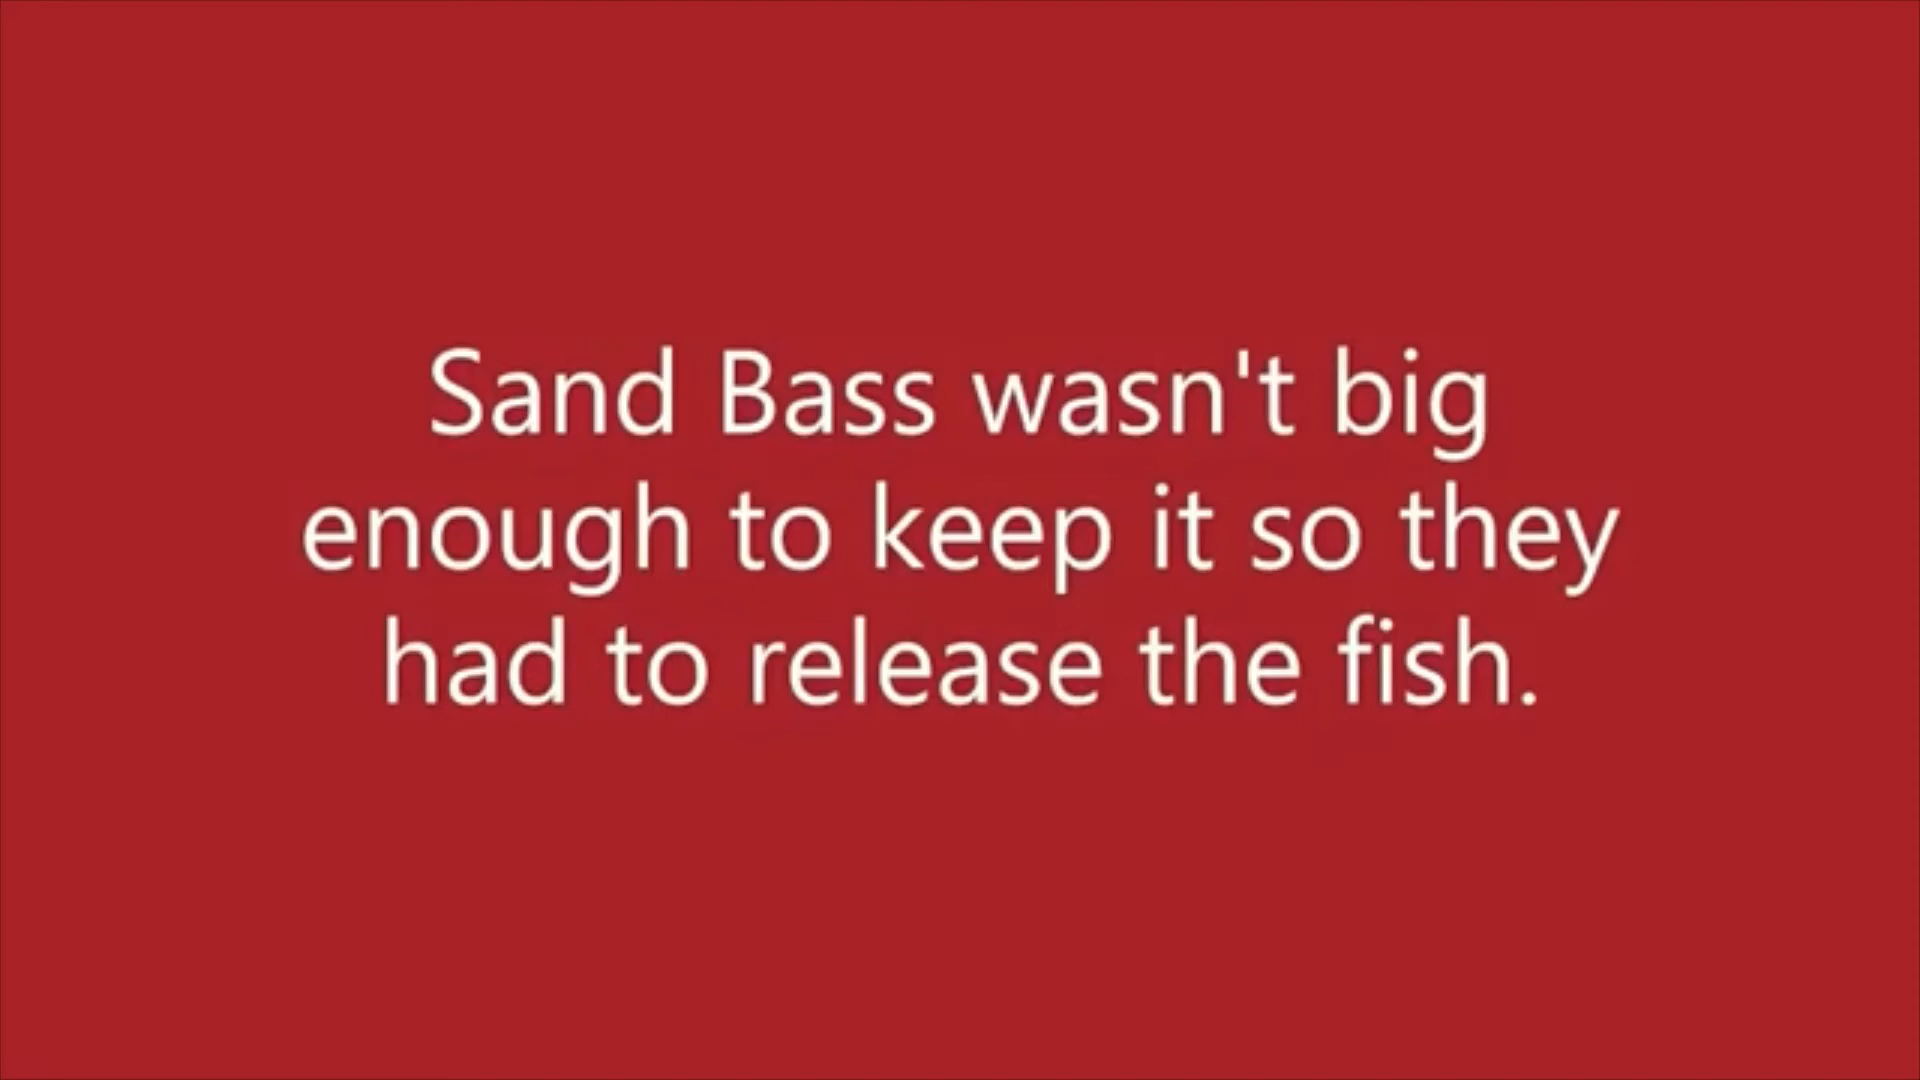 Sand Bass wasn't big
enough to keep it so they
had to release the fish.